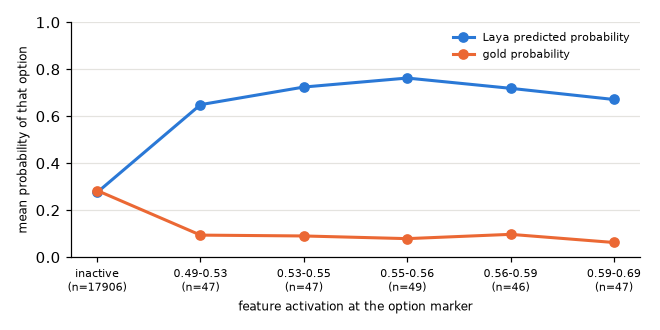 1.0
0.8
0.6
0.4
0.2
0.0
mean probability of that option
Laya predicted probability
gold probability
inactive
(n=17906)
0.49-0.53
(n=47)
0.53-0.55
(n=47)
0.55-0.56
(n=49)
0.56-0.59
(n=46)
0.59-0.69
(n=47)
feature activation at the option marker